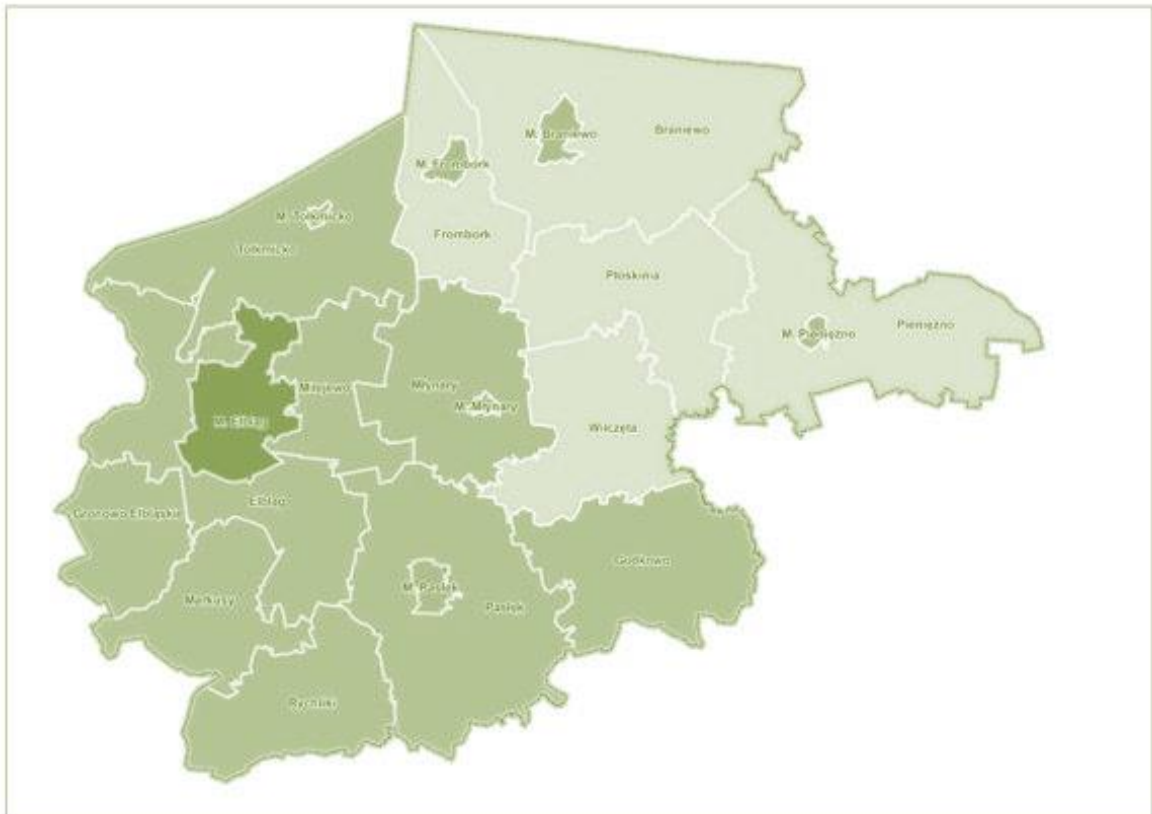 M. Braniewo
Braniewo
M. Frombork
M. Tolkmicko
Frombork
Tolkmicko
Płoskinia
Pieniężno
M. Pieniężno
Młynary
Milejewo
M. Młynary
M. Elbląg
Wilczęta
Elbląg
Gronowo Elbląskie
Godkowo
M. Pasłęk
Markusy
Pasłęk
Rychliki